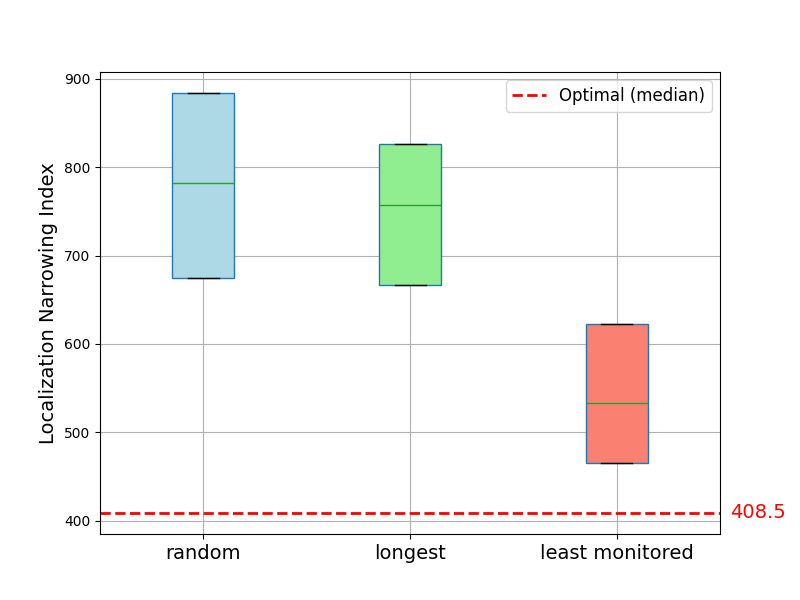 Localization Narrowing Index
900
800
700
600
500
400
Optimal (median)
408.5
random
longest
least monitored